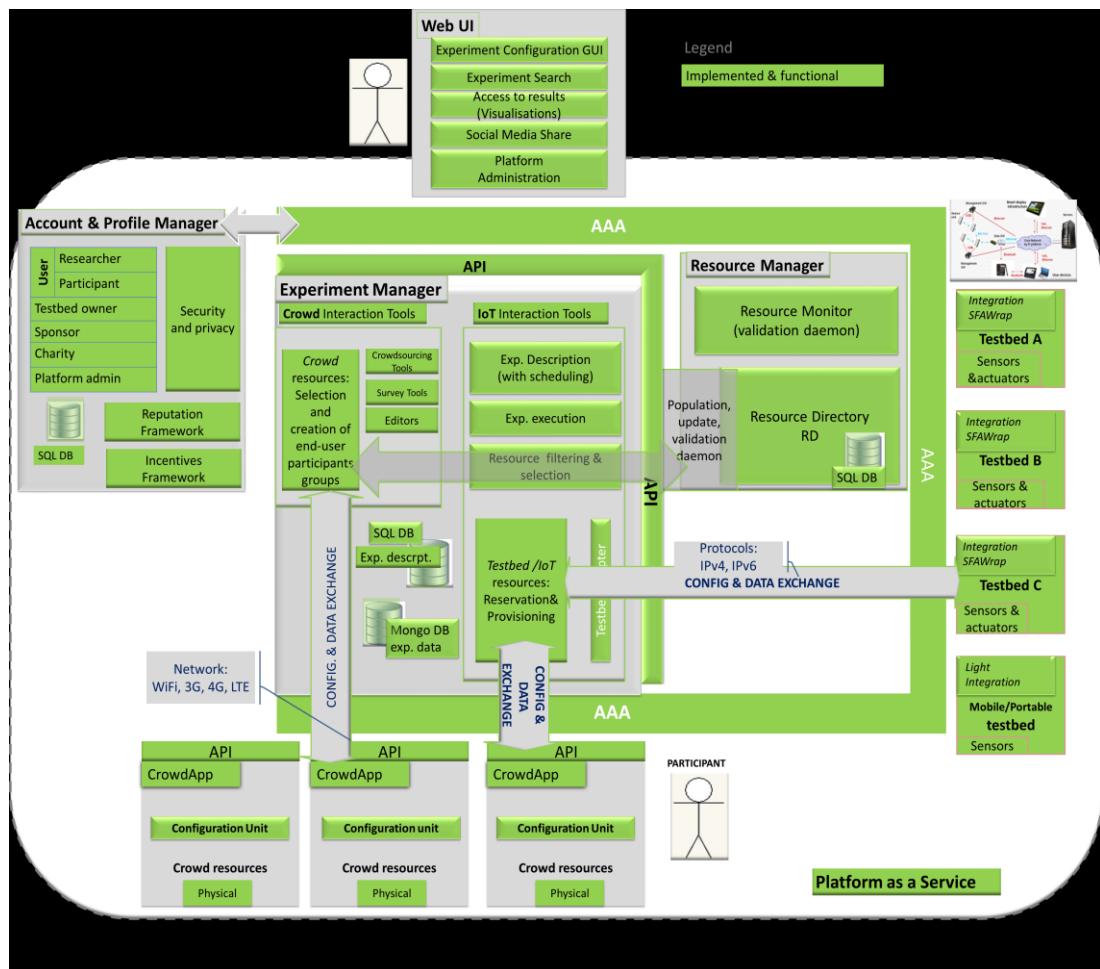 Web UI
Experiment Configuration GUI
Experiment Search
Access to results
(Visualisations)
Social Media Share
Platform
Administration
Legend
Implemented & functional
Account & Profile Manager
User
Researcher
Participant
Testbed owner
Sponsor
Charity
Platform admin
Security
and privacy
SQL DB
Reputation
Framework
Incentives
Framework
AAA
API
Experiment Manager
Crowd Interaction Tools
IoT Interaction Tools
Crowd
resources:
Selection
and
creation of
end-user
participants
groups
Crowdsourcing
Tools
Survey Tools
Editors
Exp. Description
(with scheduling)
Exp. execution
Resource filtering &
selection
SQL DB
Exp. descrpt.
Mongo DB
exp. data
Testbed /IoT
resources:
Reservation&
Provisioning
API
Resource Manager
Resource Monitor
(validation daemon)
Population,
update,
validation
daemon
Resource Directory
RD
SQL DB
AAA
Integration
SFAWrap
Testbed A
Sensors
&actuators
Integration
SFAWrap
Testbed B
Sensors &
actuators
Protocols:
IPv4, IPv6
CONFIG & DATA EXCHANGE
Integration
SFAWrap
Testbed C
Sensors &
actuators
Light
Integration
Mobile/Portable
testbed
Sensors
CONFIG. & DATA EXCHANGE
CONFIG &
DATA
EXCHANGE
Network:
WiFi, 3G, 4G, LTE
AAA
API
CrowdApp
Configuration Unit
Crowd resources
Physical
API
CrowdApp
Configuration unit
Crowd resources
Physical
API
CrowdApp
Configuration Unit
Crowd resources
Physical
PARTICIPANT
Platform as a Service